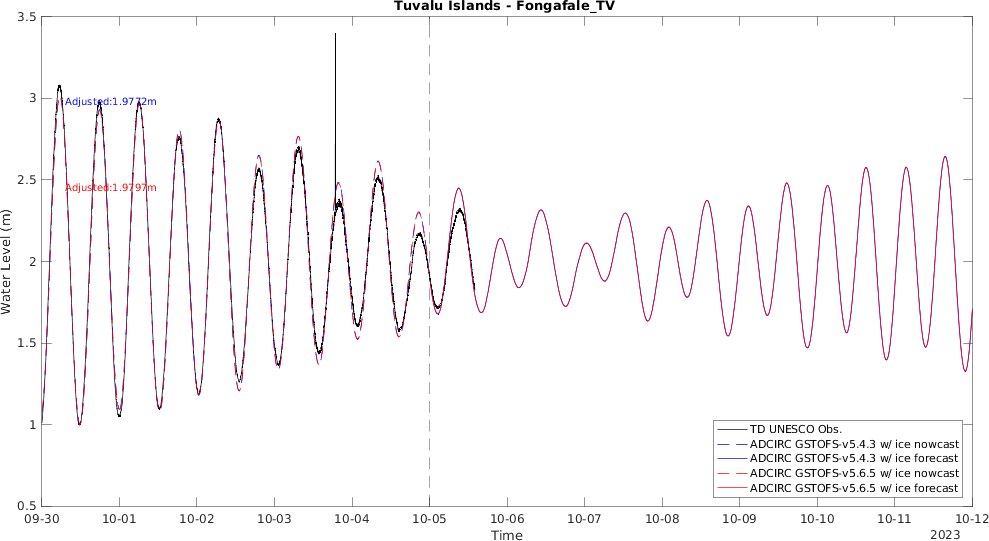 Tuvalu Islands - Fongafale_TV
3.5
3
2.5
2
1.5
1
0.5
Water Level (m)
Adjusted:1.9772m
Adjusted:1.9797m
TD UNESCO Obs.
ADCIRC GSTOFS-v5.4.3 w/ ice nowcast
ADCIRC GSTOFS-v5.4.3 w/ ice forecast
ADCIRC GSTOFS-v5.6.5 w/ ice nowcast
ADCIRC GSTOFS-v5.6.5 w/ ice forecast
09-30 10-01 10-02 10-03 10-04 10-05 10-06 10-07 10-08 10-09 10-10 10-11 10-12
Time
2023